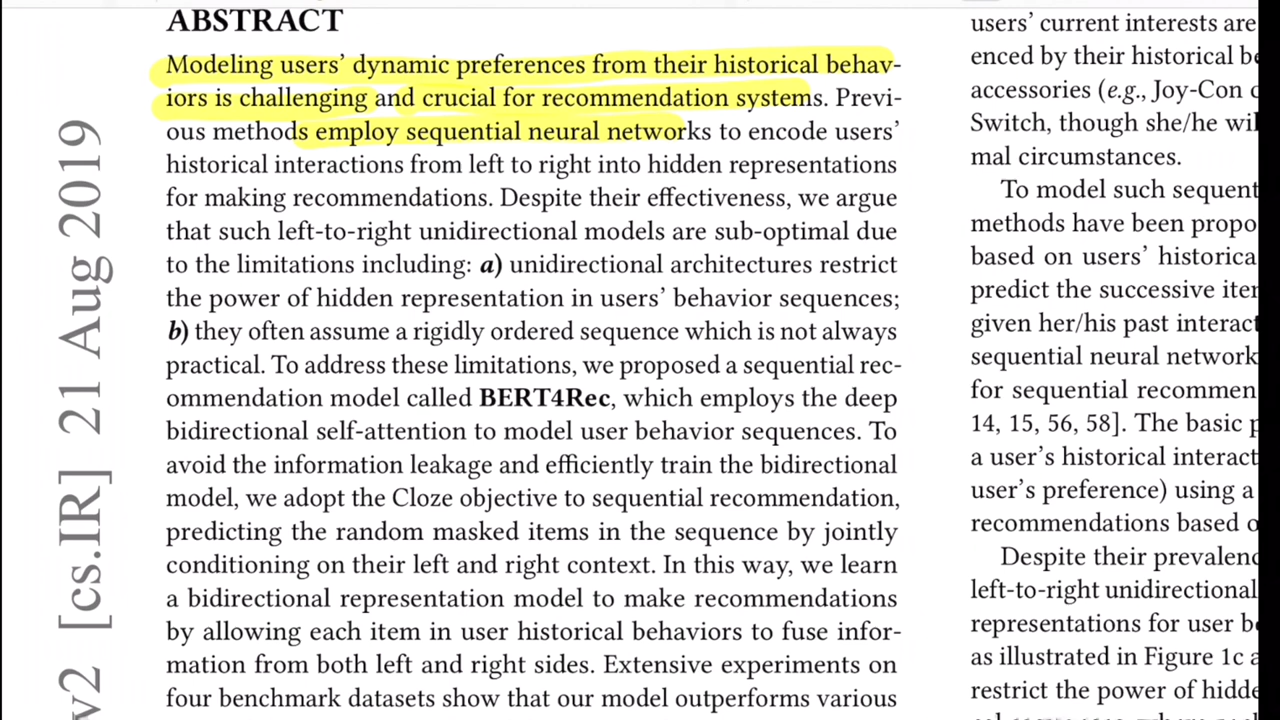 ABSTRACT
Modeling users' dynamic preferences from their historical behav-
iors is challenging and crucial for recommendation systems. Previ-
ous methods employ sequential neural networks to encode users'
historical interactions from left to right into hidden representations
for making recommendations. Despite their effectiveness, we argue
that such left-to-right unidirectional models are sub-optimal due
to the limitations including: a) unidirectional architectures restrict
the power of hidden representation in users' behavior sequences;
b) they often assume a rigidly ordered sequence which is not always
practical. To address these limitations, we proposed a sequential rec-
ommendation model called BERT4Rec, which employs the deep
bidirectional self-attention to model user behavior sequences. To
avoid the information leakage and efficiently train the bidirectional
model, we adopt the Cloze objective to sequential recommendation,
predicting the random masked items in the sequence by jointly
conditioning on their left and right context. In this way, we learn
a bidirectional representation model to make recommendations
by allowing each item in user historical behaviors to fuse infor-
mation from both left and right sides. Extensive experiments on
four benchmark datasets show that our model outperforms various
users' current interests are
enced by their historical be
accessories (e.g., Joy-Con
Switch, though she/he wil
mal circumstances.
To model such sequent
methods have been propo
based on users' historica
predict the successive iter
given her/his past interact
sequential neural network
for sequential recommen
14, 15, 56, 58]. The basic
a user's historical interact
user's preference) using a
recommendations based
Despite their prevalenc
left-to-right unidirectional
representations for user be
as illustrated in Figure 1c
restrict the power of hidde
v2 [cs.IR] 21 Aug 2019